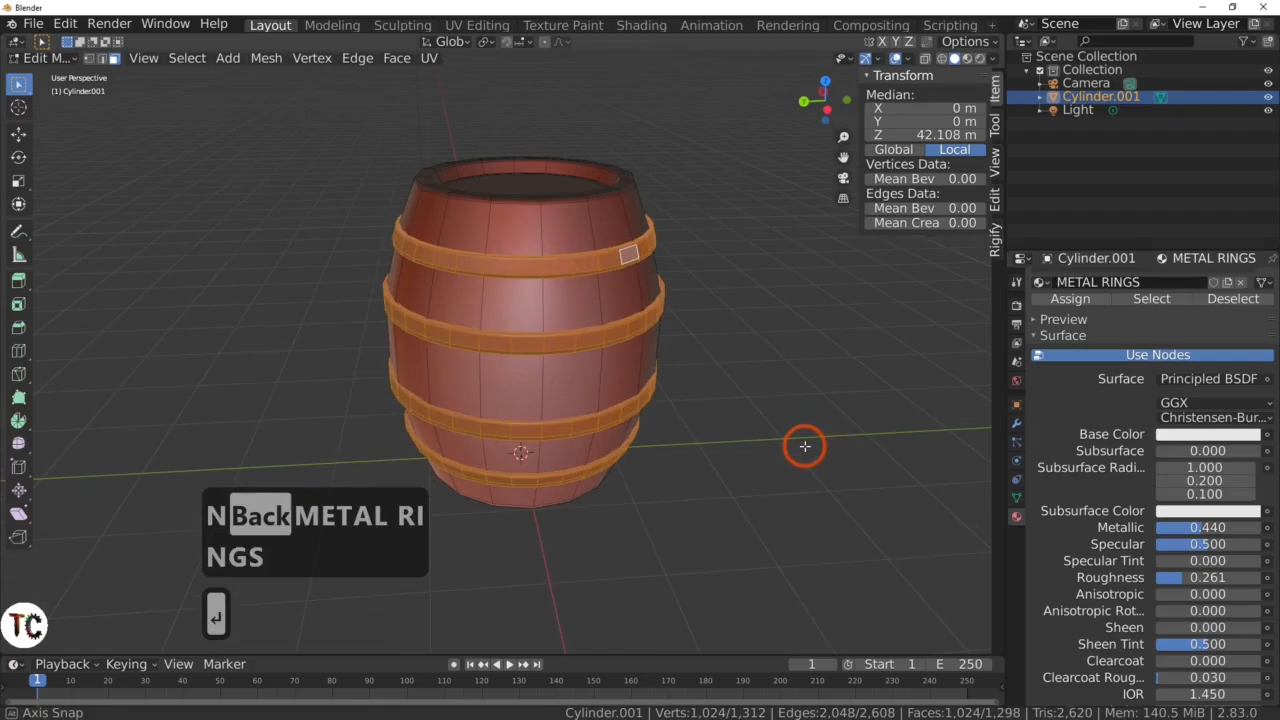 Blender
File Edit Render Window Help
Layout Modeling Sculpting UV Editing Texture Paint Shading Animation Rendering Compositing Scripting +
Scene
View Layer
Edit M... View Select Add Mesh Vertex Edge Face UV
Glob
X Y Z
Options
User Perspective
(1) Cylinder.001
Transform
Median:
X 0 m
Y 0 m
Z 42.108 m
Global Local
Vertices Data:
Mean Bev 0.00
Edges Data:
Mean Bev 0.00
Mean Crea 0.00
Item
Tool
View
Edit
Rigify
Scene Collection
Collection
Camera
Cylinder.001
Light
Cylinder.001 METAL RINGS
METAL RINGS
Assign Select Deselect
Preview
Surface
Use Nodes
Surface Principled BSDF
GGX
Christensen-Bur...
Base Color
Subsurface 0.000
Subsurface Radi... 1.000
0.200
0.100
Subsurface Color
Metallic 0.440
Specular 0.500
Specular Tint 0.000
Roughness 0.261
Anisotropic 0.000
Anisotropic Rot... 0.000
Sheen 0.000
Sheen Tint 0.500
Clearcoat 0.000
Clearcoat Roug... 0.030
IOR 1.450
N Back METAL RI
NGS
TC
Playback Keying View Marker
1 Start 1 E 250
1 10 20 30 40 50 60 70 80 90 100 110 120 130 140 150 160 170 180 190 200 210 220 230 240 250
Axis Snap
Cylinder.001 | Verts:1,024/1,312 | Edges:2,048/2,608 | Faces:1,024/1,298 | Tris:2,620 | Mem: 140.5 MiB | 2.83.0